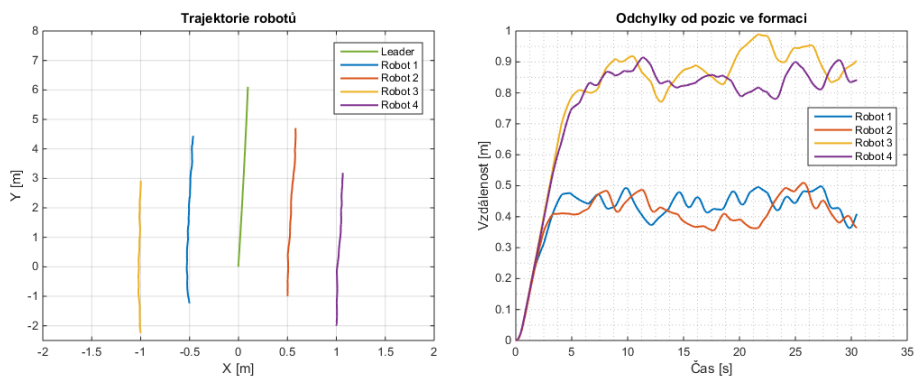 Trajektorie robotů
8
7
6
5
4
3
2
1
0
-1
-2
-2
-1.5
-1
-0.5
0
0.5
1
1.5
2
Y [m]
X [m]
Leader
Robot 1
Robot 2
Robot 3
Robot 4
Odchylky od pozic ve formaci
1
0.9
0.8
0.7
0.6
0.5
0.4
0.3
0.2
0.1
0
0
5
10
15
20
25
30
35
Vzdálenost [m]
Čas [s]
Robot 1
Robot 2
Robot 3
Robot 4